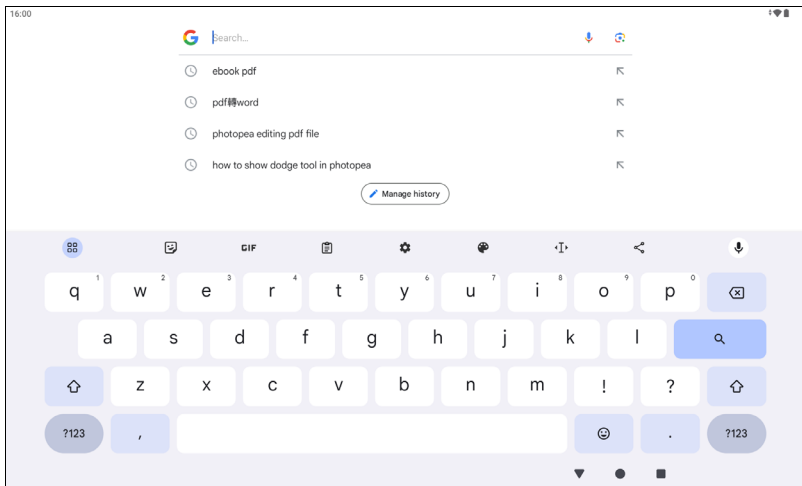 16:00
Search...
ebook pdf
pdf轉word
photopea editing pdf file
how to show dodge tool in photopea
Manage history
GIF
q 1 w 2 e 3 r 4 t 5 y 6 u 7 i 8 o 9 p 0
a s d f g h j k l
z x c v b n m ! ?
?123 , . ?123